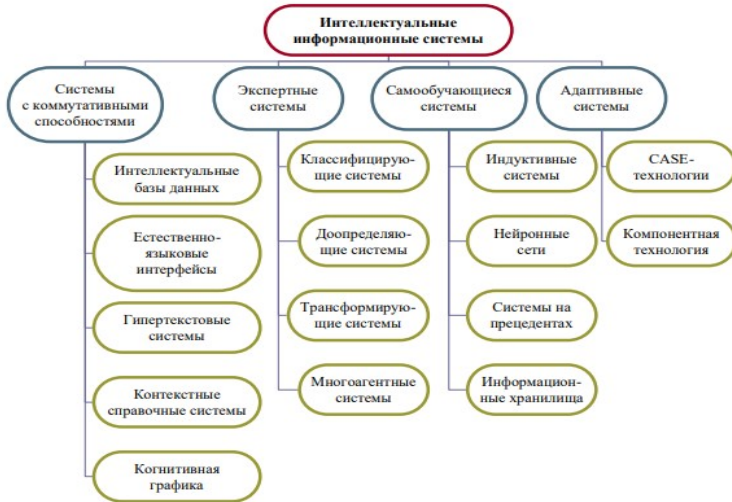 Интеллектуальные
информационные системы
Системы
с коммутативными
способностями
Интеллектуальные
базы данных
Естественно-
языковые
интерфейсы
Гипертекстовые
системы
Контекстные
справочные системы
Когнитивная
графика
Экспертные
системы
Классифицирую-
щие системы
Доопределяю-
щие системы
Трансформирую-
щие системы
Многоагентные
системы
Самообучающиеся
системы
Индуктивные
системы
Нейронные
сети
Системы на
прецедентах
Информацион-
ные хранилища
Адаптивные
системы
CASE-
технологии
Компонентная
технология